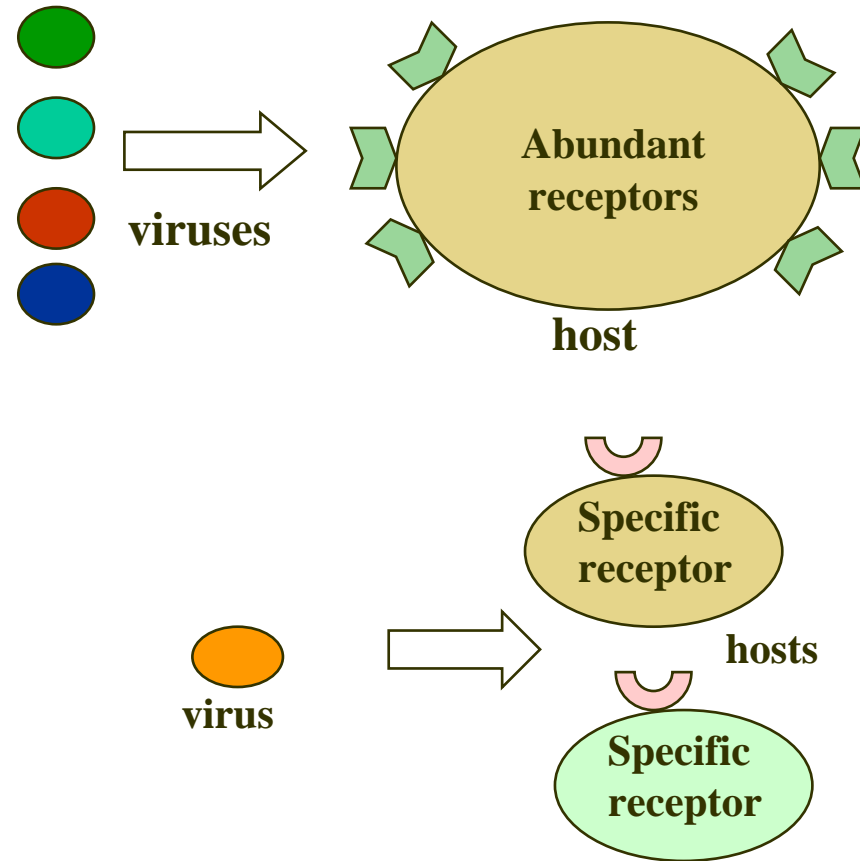 Abundant
receptors
viruses
host
Specific
receptor
hosts
virus
Specific
receptor